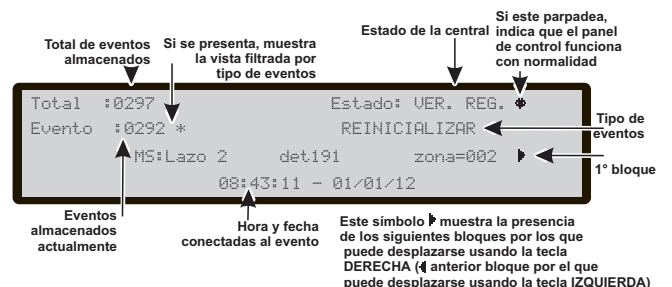 Total de eventos
almacenados
Si se presenta, muestra
la vista filtrada por
tipo de eventos
Estado de la central
Si este parpadea,
indica que el panel
de control funciona
con normalidad
Total :0297 Estado: VER. REG.
Evento :0292 * REINICIALIZAR
MS:Lazo 2 det191 zona=002
08:43:11 - 01/01/12
Tipo de
eventos
1° bloque
Eventos
almacenados
actualmente
Hora y fecha
conectadas al evento
Este símbolo muestra la presencia
de los siguientes bloques por los que
puede desplazarse usando la tecla
DERECHA ( anterior bloque por el que
puede desplazarse usando la tecla IZQUIERDA)